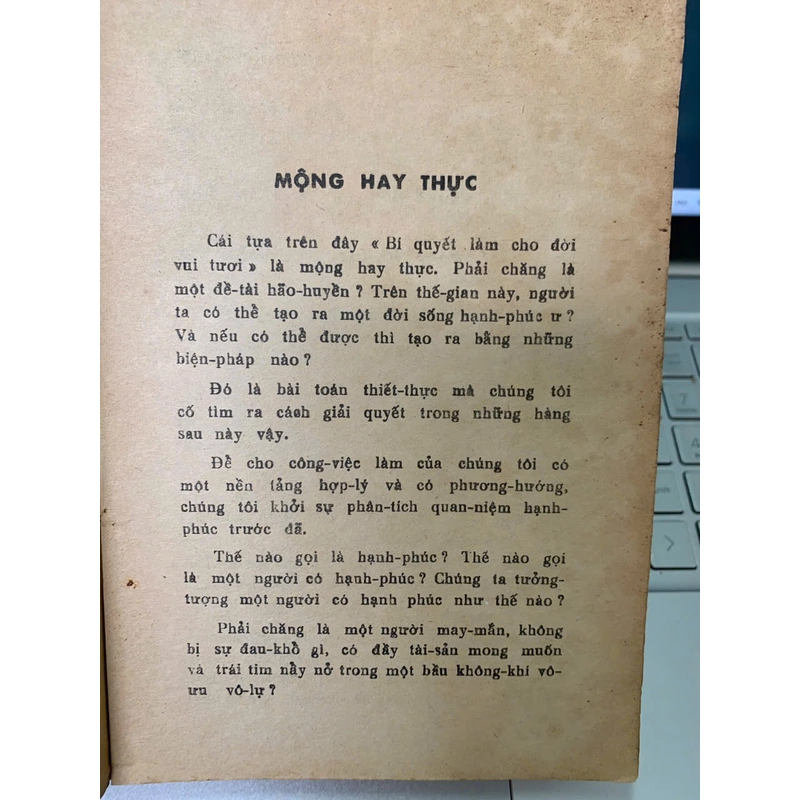 MỘNG HAY THỰC
Cái tựa trên đây « Bí quyết làm cho đời
vui tươi » là mộng hay thực. Phải chăng là
một đề-tài hão-huyền ? Trên thế-gian này, người
ta có thể tạo ra một đời sống hạnh-phúc ư ?
Và nếu có thể được thì tạo ra bằng những
biện-pháp nào ?
Đó là bài toán thiết-thực mà chúng tôi
cố tìm ra cách giải quyết trong những hàng
sau này vậy.
Để cho công-việc làm của chúng tôi có
một nền tảng hợp-lý và có phương-hướng,
chúng tôi khởi sự phân-tích quan-niệm hạnh-
phúc trước đã.
Thế nào gọi là hạnh-phúc ? Thế nào gọi
là một người có hạnh-phúc ? Chúng ta tưởng-
tượng một người có hạnh phúc như thế nào ?
Phải chăng là một người may-mắn, không
bị sự đau-khổ gì, có đầy tài-sản mong muốn
và trái tim nầy nở trong một bầu không-khí vô-
ưu vô-lự ?